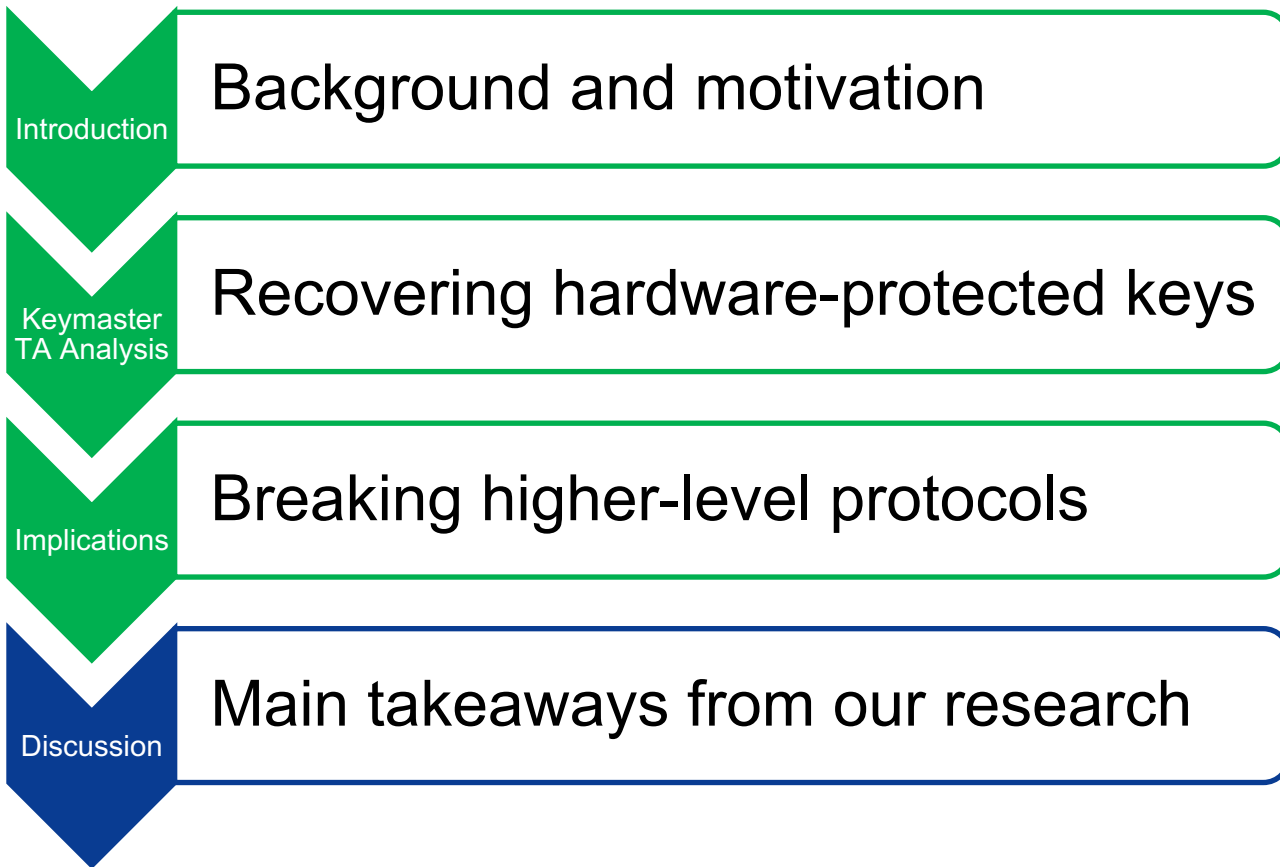 Introduction
Background and motivation
Keymaster
TA Analysis
Recovering hardware-protected keys
Implications
Breaking higher-level protocols
Discussion
Main takeaways from our research